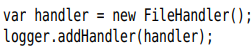 var handler = new FileHandler();
logger.addHandler(handler);